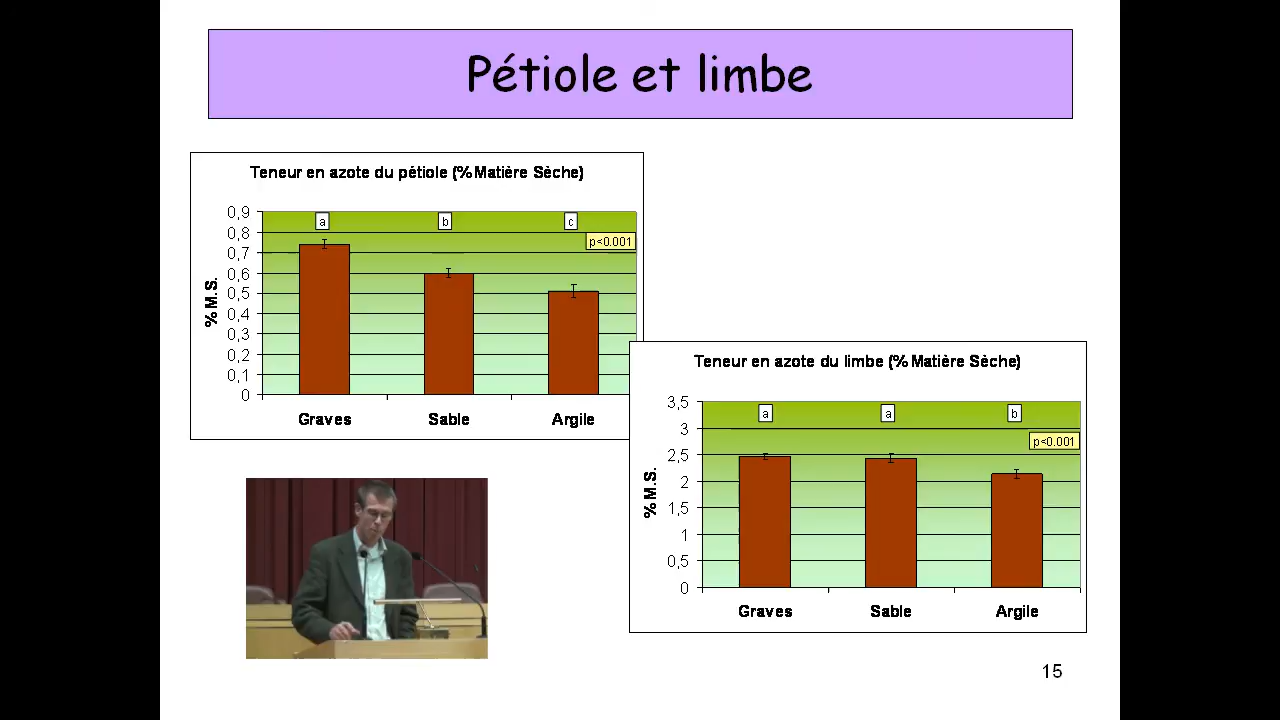 Pétiole et limbe
Teneur en azote du pétiole (% Matière Sèche)
0,9
0,8
0,7
0,6
0,5
0,4
0,3
0,2
0,1
0
% M.S.
a b c
p<0.001
Graves Sable Argile
Teneur en azote du limbe (% Matière Sèche)
3,5
3
2,5
2
1,5
1
0,5
0
% M.S.
a a b
p<0.001
Graves Sable Argile
15